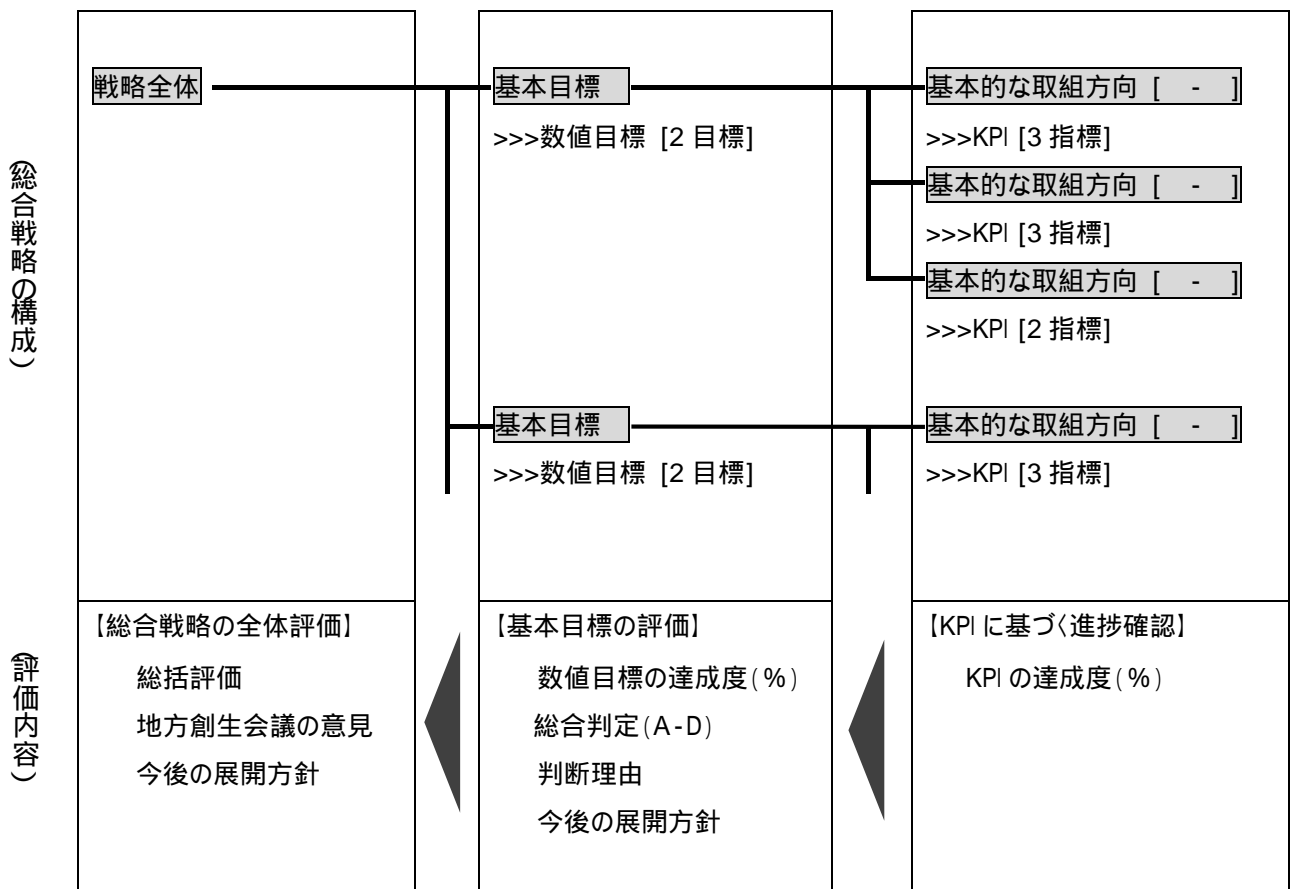 (総合戦略の構成)
戦略全体
基本目標
>>>数値目標 [2 目標]
基本的な取組方向 [ - ]
>>>KPI [3 指標]
基本的な取組方向 [ - ]
>>>KPI [3 指標]
基本的な取組方向 [ - ]
>>>KPI [2 指標]
基本目標
>>>数値目標 [2 目標]
基本的な取組方向 [ - ]
>>>KPI [3 指標]
(評価内容)
【総合戦略の全体評価】
総括評価
地方創生会議の意見
今後の展開方針
【基本目標の評価】
数値目標の達成度(%)
総合判定(A-D)
判断理由
今後の展開方針
【KPIに基づく進捗確認】
KPIの達成度(%)